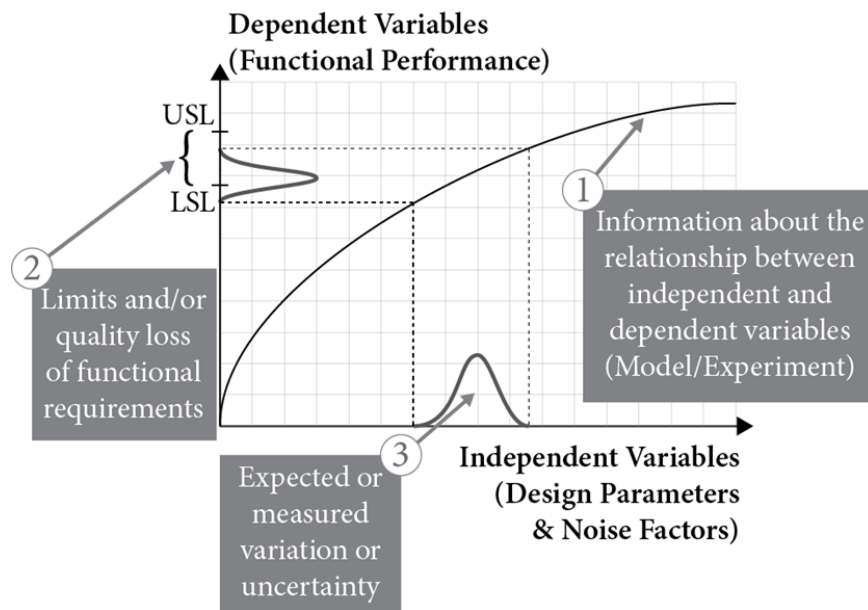 Dependent Variables
(Functional Performance)
USL
{
LSL
1
Information about the
relationship between
independent and
dependent variables
(Model/Experiment)
2
Limits and/or
quality loss
of functional
requirements
3
Expected or
measured
variation or
uncertainty
Independent Variables
(Design Parameters
& Noise Factors)